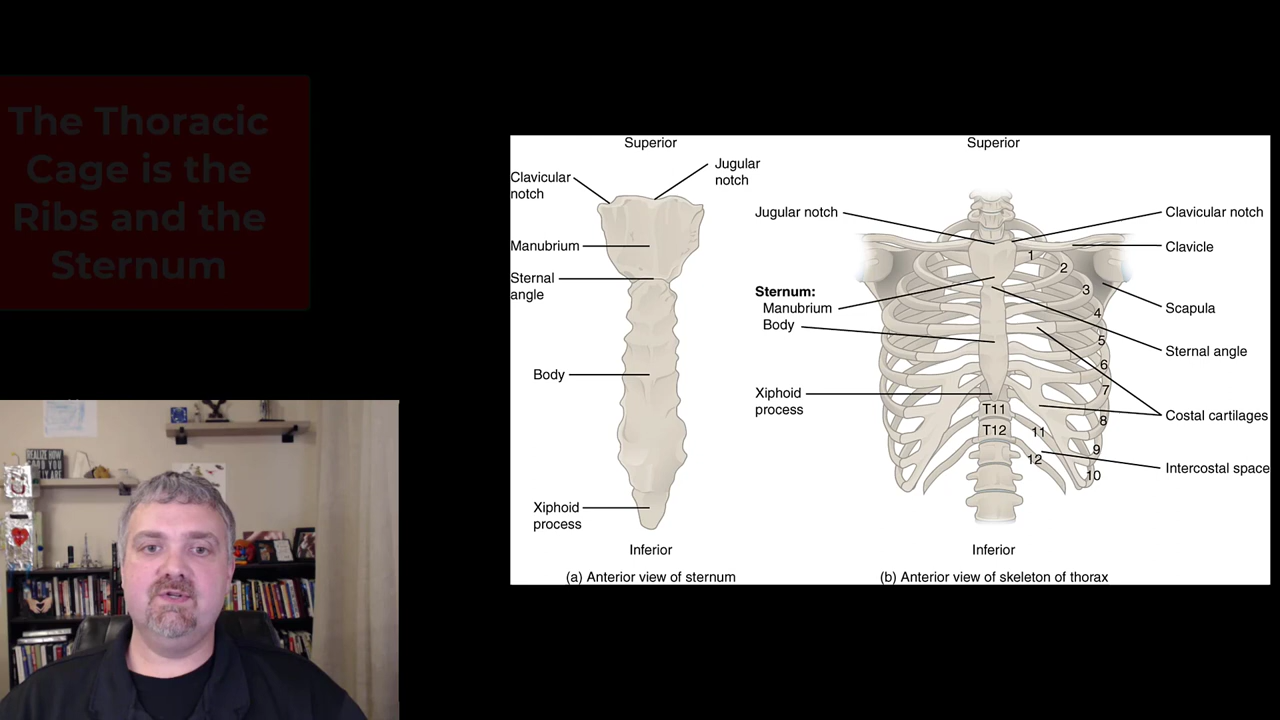 The Thoracic
Cage is the
Ribs and the
Sternum
Superior
Clavicular
notch
Jugular
notch
Manubrium
Sternal
angle
Body
Xiphoid
process
Inferior
(a) Anterior view of sternum
Superior
Jugular notch
Clavicular notch
Clavicle
Sternum:
Manubrium
Body
Scapula
Sternal angle
Xiphoid
process
Costal cartilages
Intercostal space
1
2
3
4
5
6
7
8
9
10
11
12
T11
T12
Inferior
(b) Anterior view of skeleton of thorax
REALIZE HOW